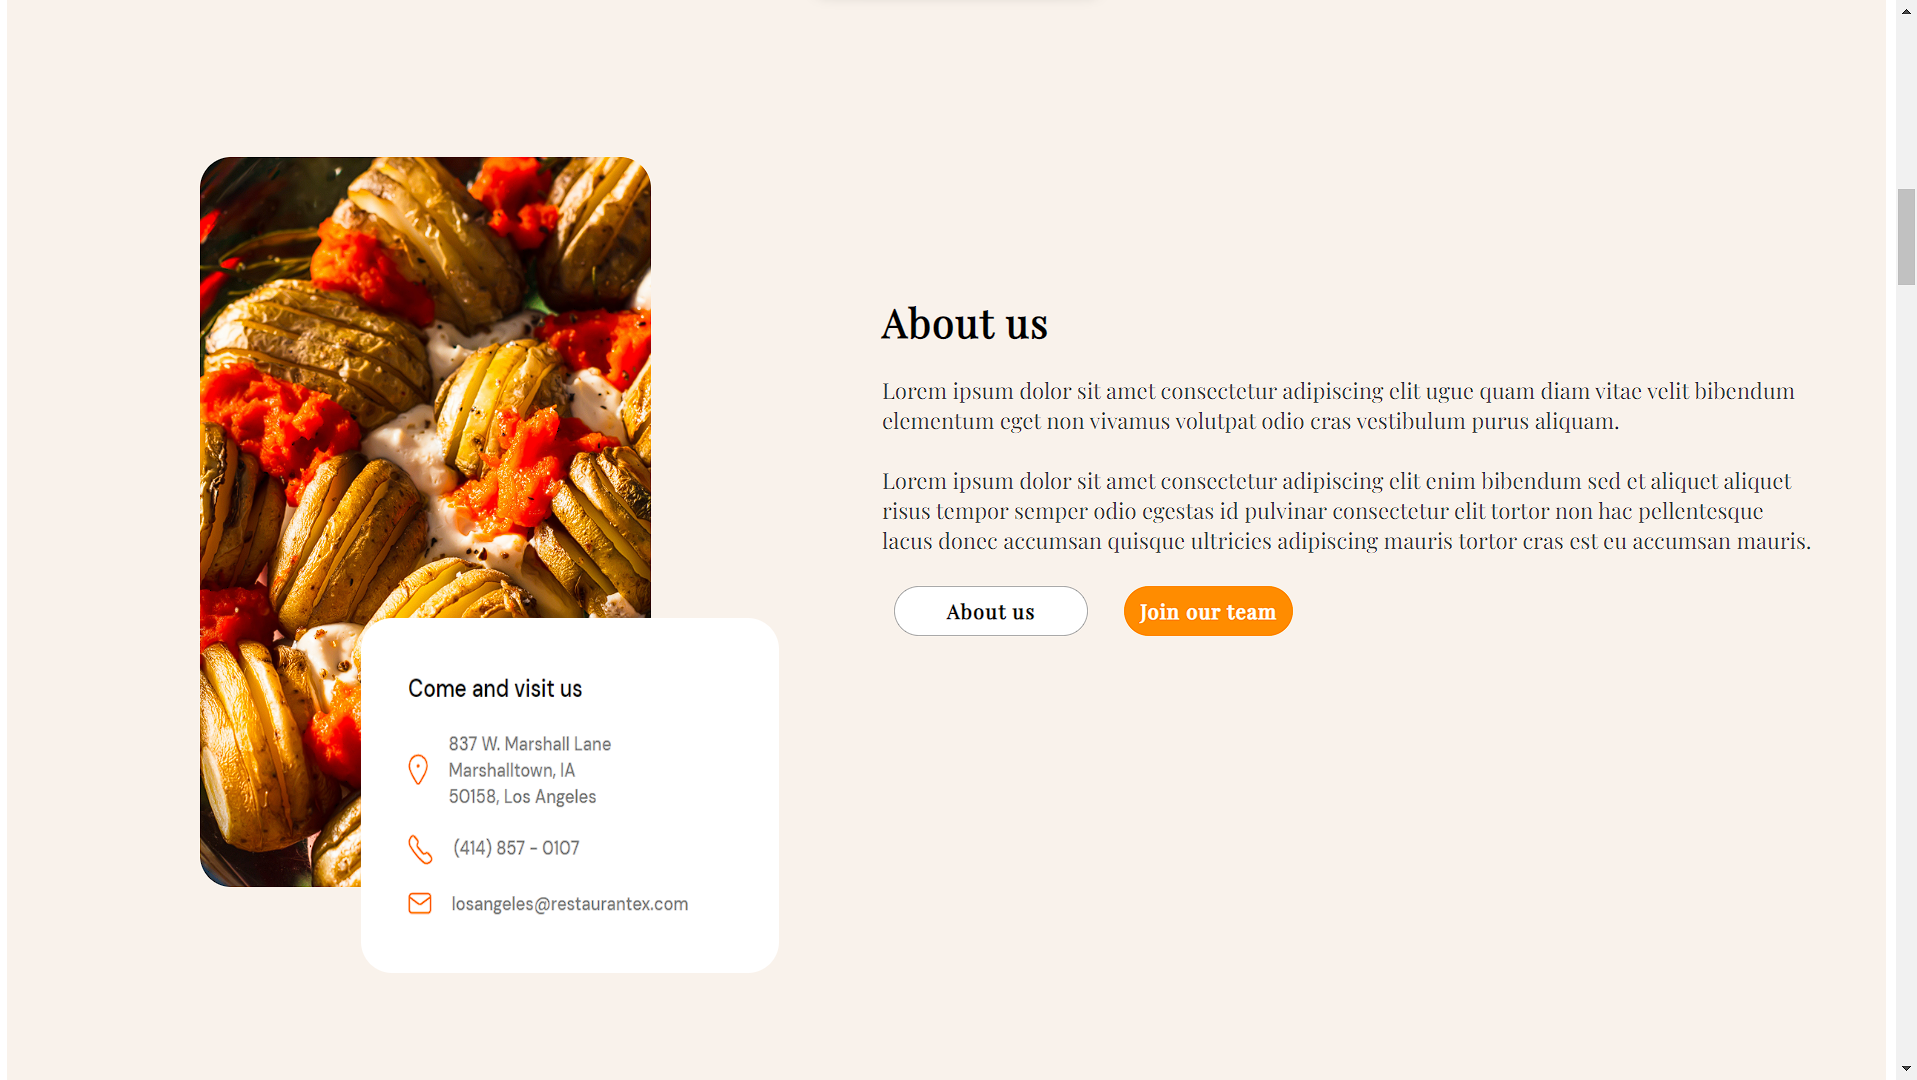 About us
Lorem ipsum dolor sit amet consectetur adipiscing elit ugue quam diam vitae velit bibendum
elementum eget non vivamus volutpat odio cras vestibulum purus aliquam.
Lorem ipsum dolor sit amet consectetur adipiscing elit enim bibendum sed et aliquet aliquet
risus tempor semper odio egestas id pulvinar consectetur elit tortor non hac pellentesque
lacus donec accumsan quisque ultricies adipiscing mauris tortor cras est eu accumsan mauris.
About us
Join our team
Come and visit us
837 W. Marshall Lane
Marshalltown, IA
50158, Los Angeles
(414) 857 - 0107
losangeles@restaurantex.com